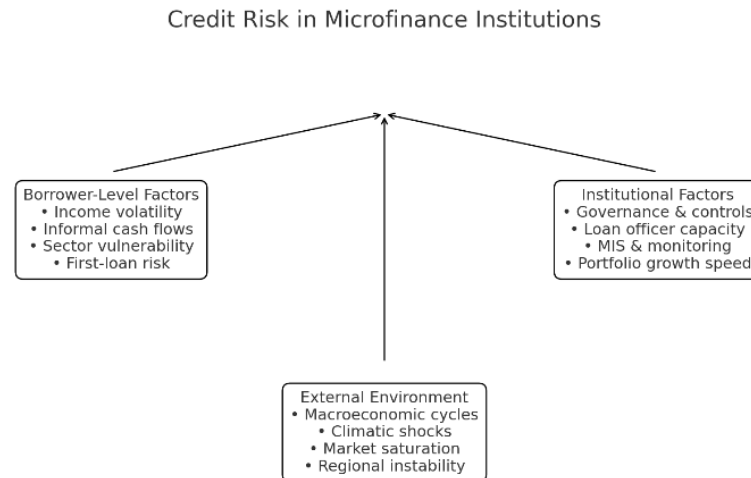 Credit Risk in Microfinance Institutions
Borrower-Level Factors
• Income volatility
• Informal cash flows
• Sector vulnerability
• First-loan risk
Institutional Factors
• Governance & controls
• Loan officer capacity
• MIS & monitoring
• Portfolio growth speed
External Environment
• Macroeconomic cycles
• Climatic shocks
• Market saturation
• Regional instability